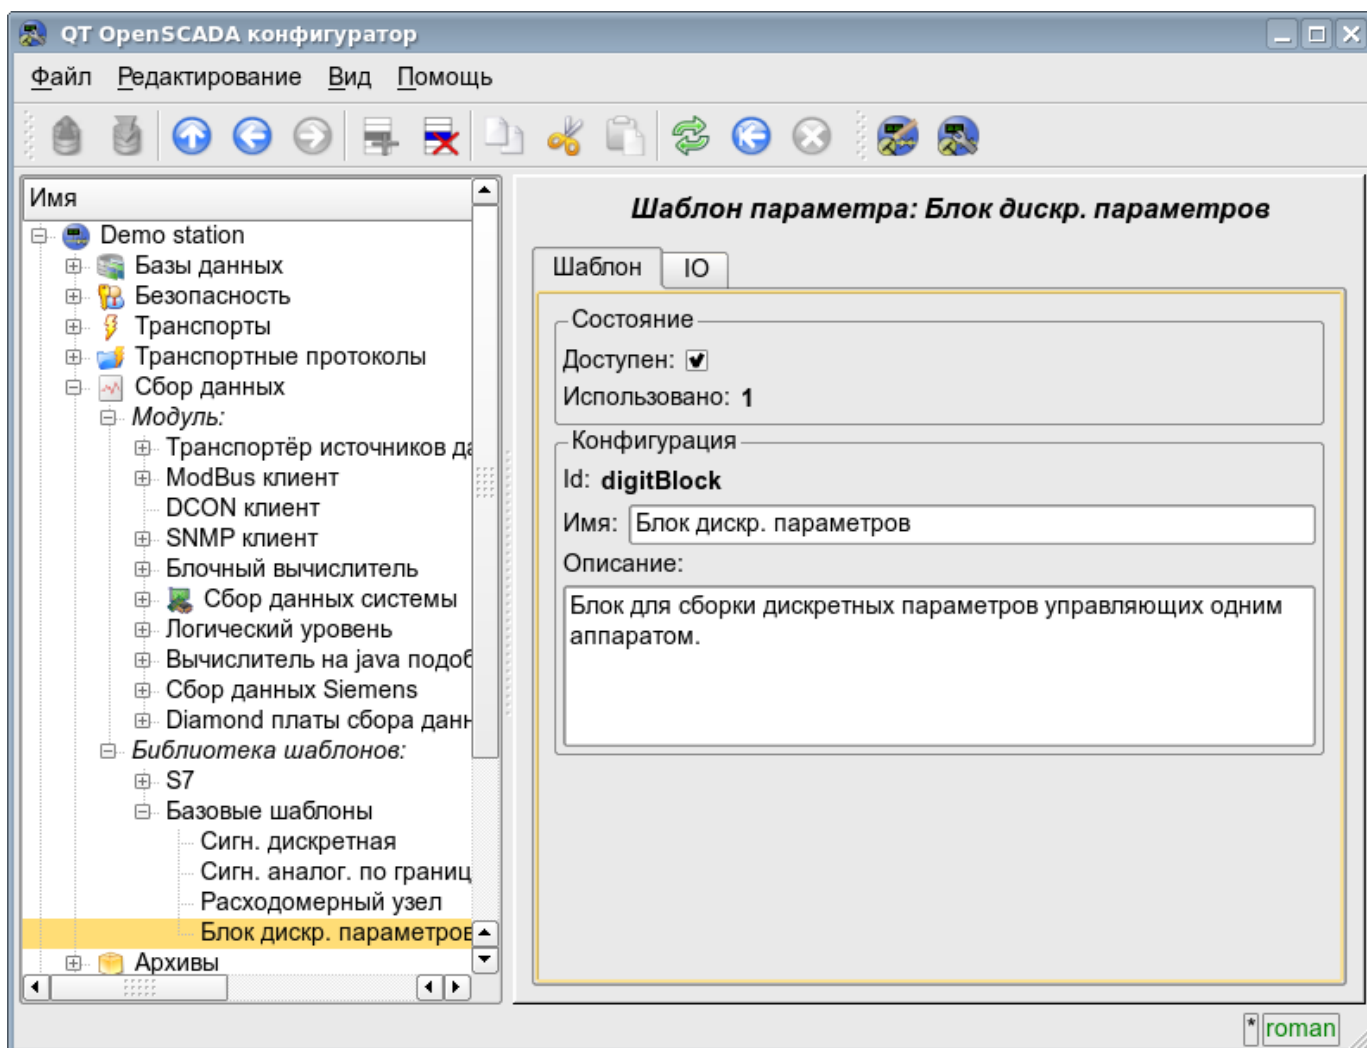 QT OpenSCADA конфигуратор
Файл Редактирование Вид Помощь
Имя
Demo station
Базы данных
Безопасность
Транспорты
Транспортные протоколы
Сбор данных
Модуль:
Транспортёр источников да
ModBus клиент
DCON клиент
SNMP клиент
Блочный вычислитель
Сбор данных системы
Логический уровень
Вычислитель на java подоб
Сбор данных Siemens
Diamond платы сбора данн
Библиотека шаблонов:
S7
Базовые шаблоны
Сигн. дискретная
Сигн. аналог. по границ
Расходомерный узел
Блок дискр. параметров
Архивы
Шаблон параметра: Блок дискр. параметров
Шаблон IO
Состояние
Доступен:
Использовано: 1
Конфигурация
Id: digitBlock
Имя: Блок дискр. параметров
Описание:
Блок для сборки дискретных параметров управляющих одним
аппаратом.
* roman